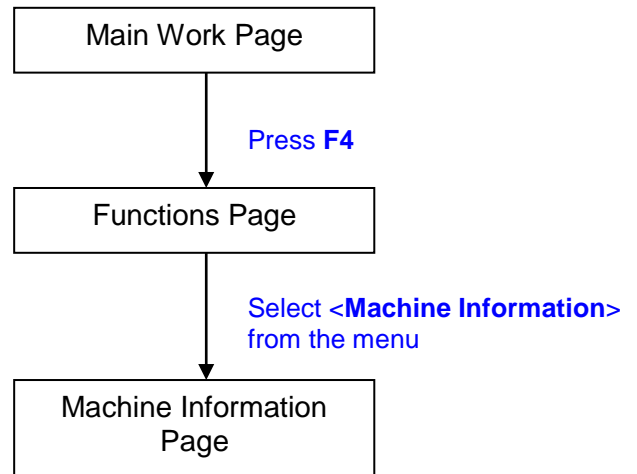 Main Work Page
Press F4
Functions Page
Select <Machine Information>
from the menu
Machine Information
Page